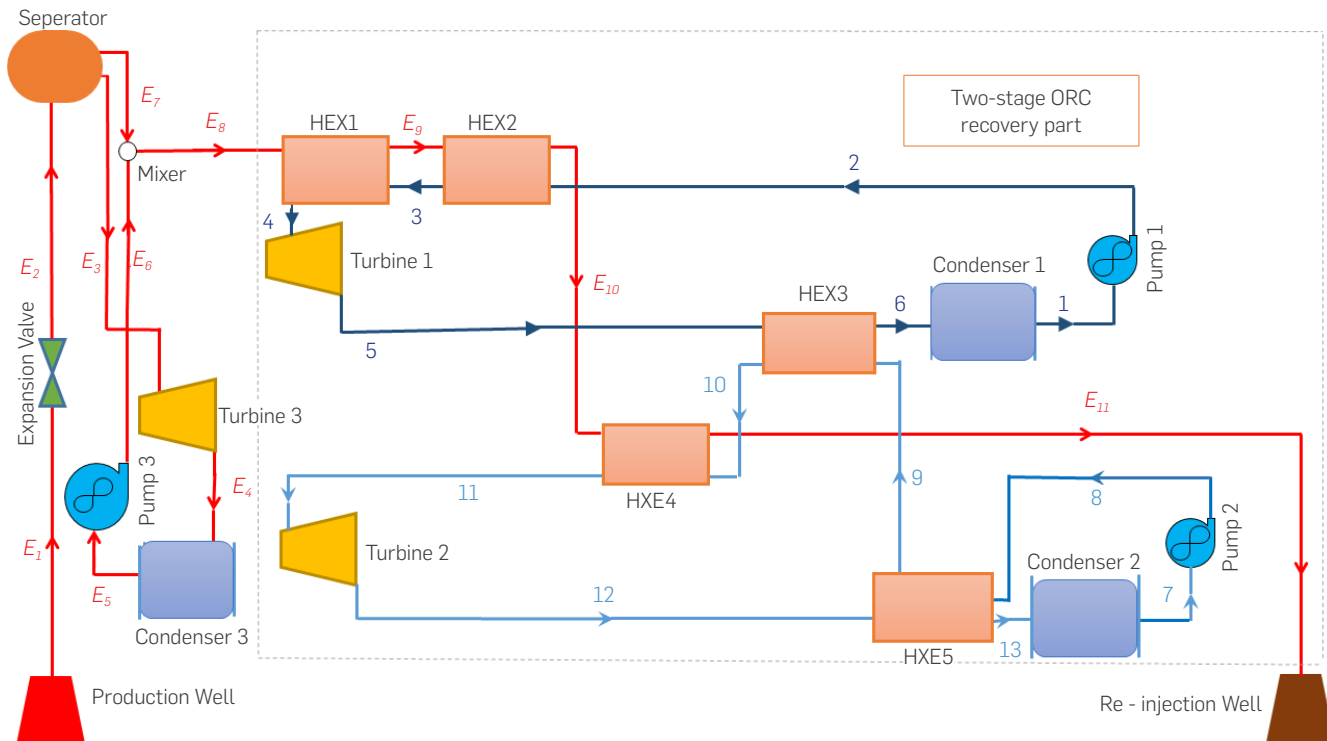 Seperator
E7
E8
HEX1
E9
HEX2
Two-stage ORC
recovery part
Mixer
2
3
4
E2
E3
E6
Turbine 1
E10
HEX3
6
Condenser 1
1
Pump 1
5
Expansion Valve
10
Turbine 3
E11
Pump 3
E4
11
HXE4
9
8
E1
Turbine 2
Condenser 2
Pump 2
E5
12
7
Condenser 3
HXE5
13
Production Well
Re - injection Well